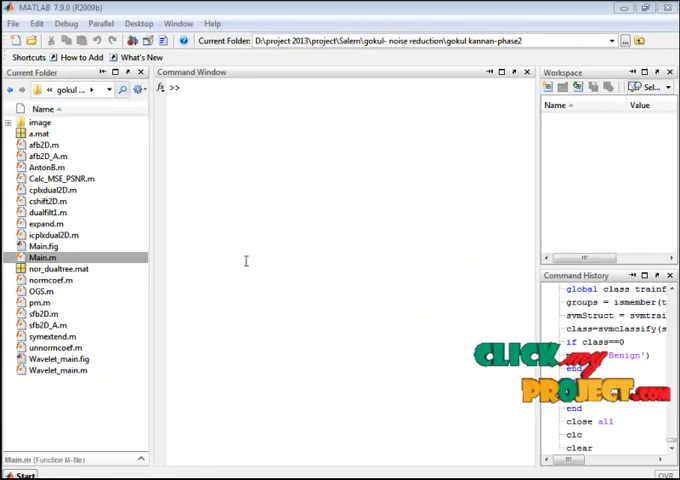 MATLAB 7.9.0 (R2009b)
File Edit Debug Parallel Desktop Window Help
Current Folder: D:\project 2013\project\Salem\gokul- noise reduction\gokul kannan-phase2
Shortcuts How to Add What's New
Current Folder
« gokul ...
Name
image
a.mat
afb2D.m
afb2D_A.m
AntonB.m
Calc_MSE_PSNR.m
cplxdual2D.m
cshift2D.m
dualfilt1.m
expand.m
icplxdual2D.m
Main.fig
Main.m
nor_dualtree.mat
normcoef.m
OGS.m
pm.m
sfb2D.m
sfb2D_A.m
symextend.m
unnormcoef.m
Wavelet_main.fig
Wavelet_main.m
Main.m (Function M-file)
Start
Command Window
fx >>
Workspace
Sel...
Name Value
Command History
global class trainf
groups = ismember(t
svmStruct = svmtrai
class=svmclassify(s
if class==0
Benign')
end
end
close all
clc
clear
CLICK my
PROJECT.COM
OVR